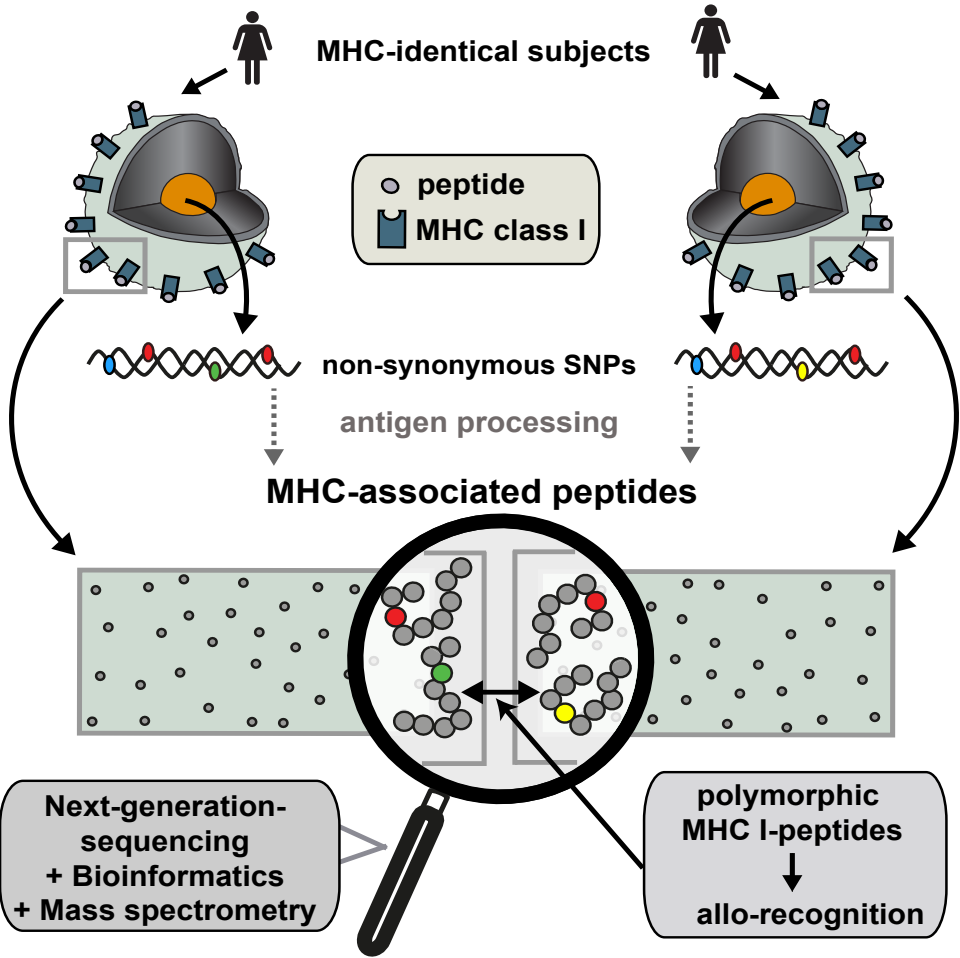 MHC-identical subjects
peptide
MHC class I
non-synonymous SNPs
antigen processing
MHC-associated peptides
Next-generation-
sequencing
+ Bioinformatics
+ Mass spectrometry
polymorphic
MHC I-peptides
allo-recognition